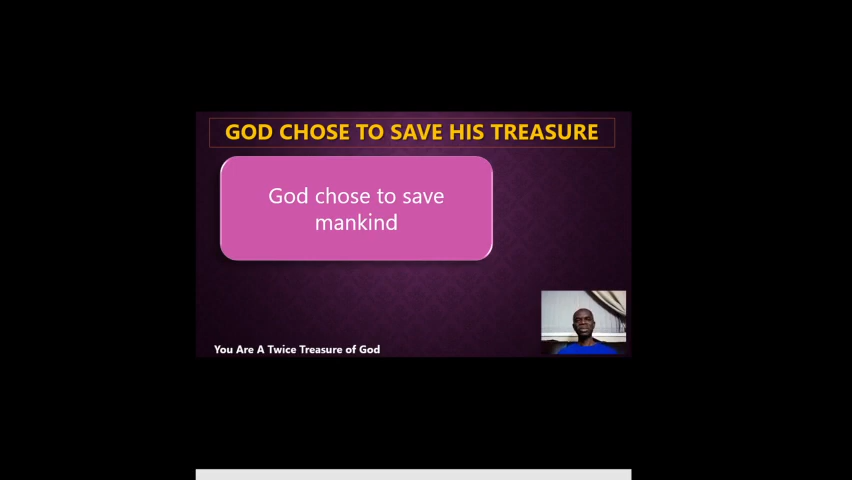 GOD CHOSE TO SAVE HIS TREASURE
God chose to save
mankind
You Are A Twice Treasure of God